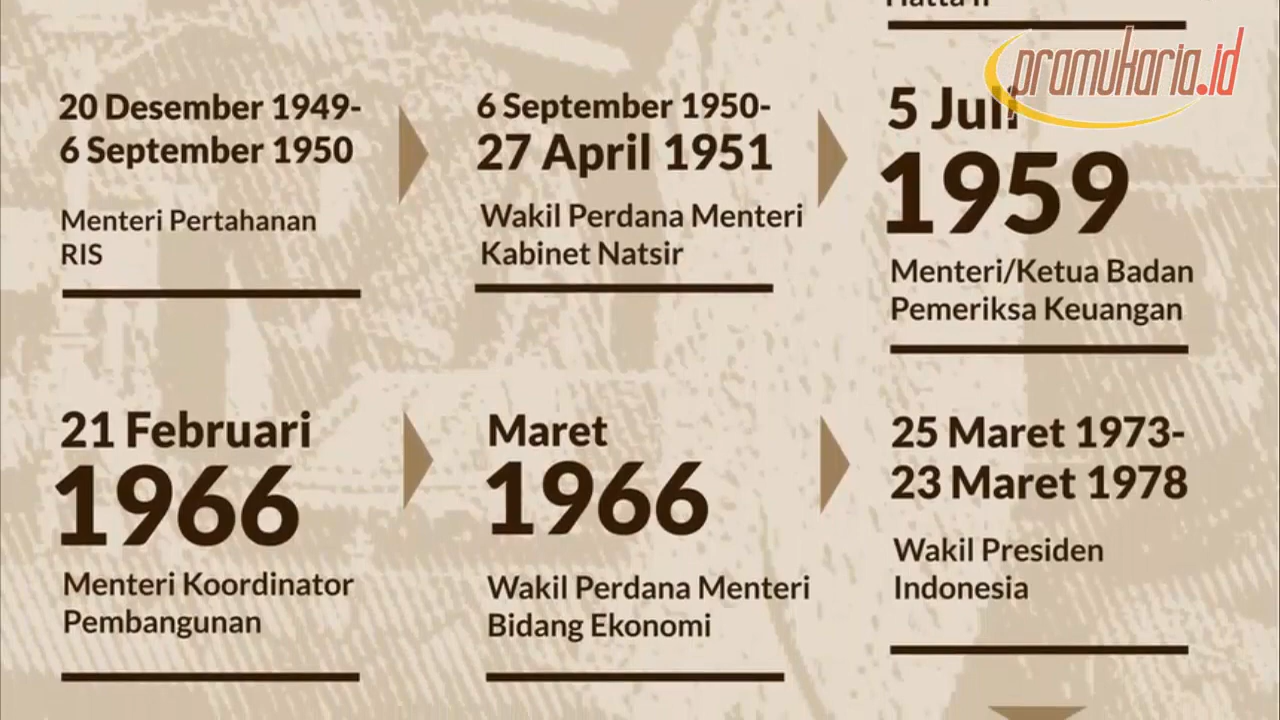 Hatta II
pramukaria.id
20 Desember 1949-
6 September 1950
Menteri Pertahanan
RIS
6 September 1950-
27 April 1951
Wakil Perdana Menteri
Kabinet Natsir
5 Juli
1959
Menteri/Ketua Badan
Pemeriksa Keuangan
21 Februari
1966
Menteri Koordinator
Pembangunan
Maret
1966
Wakil Perdana Menteri
Bidang Ekonomi
25 Maret 1973-
23 Maret 1978
Wakil Presiden
Indonesia